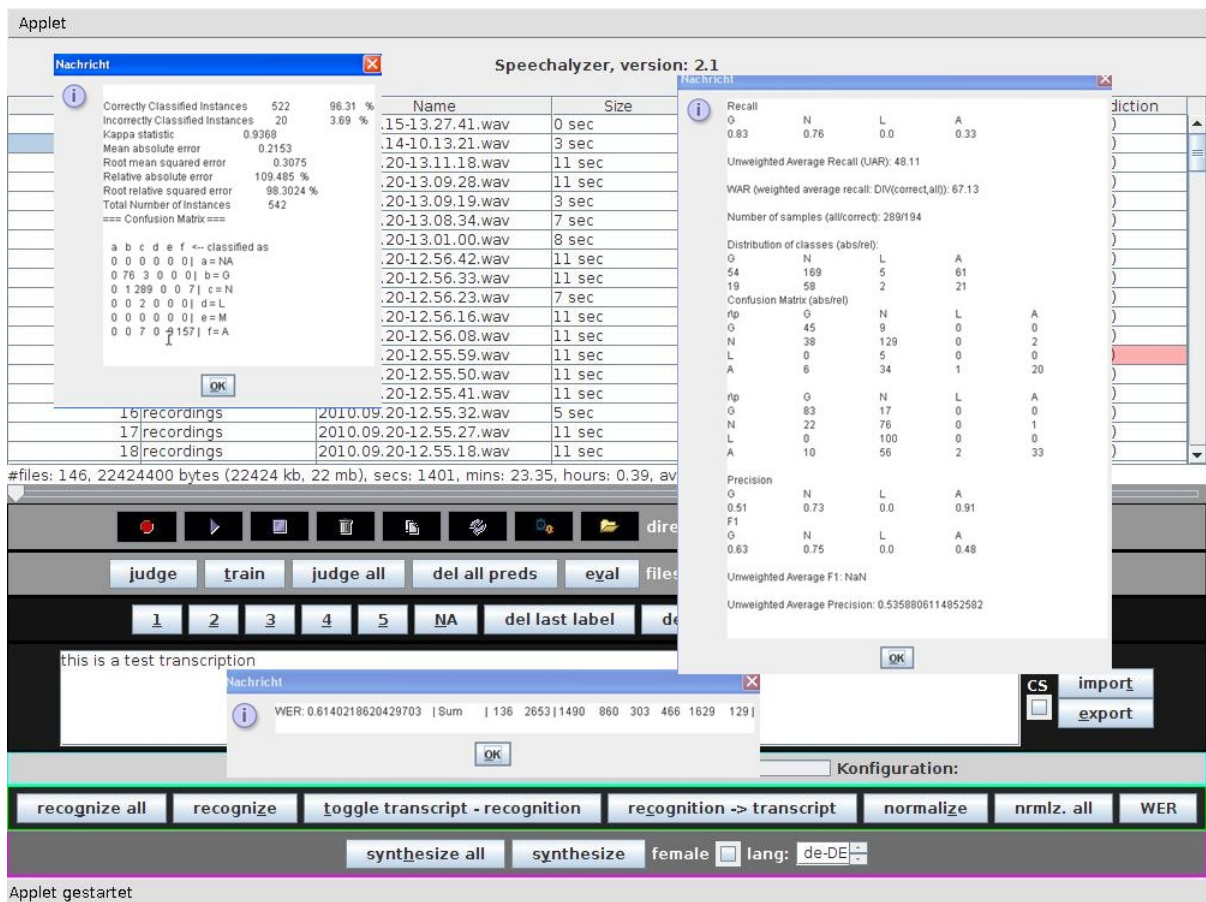 Applet
Speechalyzer, version: 2.1
Nachricht
Correctly Classified Instances 522 96.31 %
Incorrectly Classified Instances 20 3.69 %
Kappa statistic 0.9368
Mean absolute error 0.2153
Root mean squared error 0.3075
Relative absolute error 109.485 %
Root relative squared error 98.3024 %
Total Number of Instances 542
=== Confusion Matrix ===
a b c d e f <-- classified as
0 0 0 0 0 0| a = NA
0 76 3 0 0 0| b = G
0 1 289 0 0 7| c = N
0 0 2 0 0 0| d = L
0 0 0 0 0 0| e = M
0 0 7 0 157| f = A
OK
Name Size diction
.15-13.27.41.wav 0 sec )
.14-10.13.21.wav 3 sec )
.20-13.11.18.wav 11 sec )
.20-13.09.28.wav 11 sec )
.20-13.09.19.wav 3 sec )
.20-13.08.34.wav 7 sec )
.20-13.01.00.wav 8 sec )
.20-12.56.42.wav 11 sec )
.20-12.56.33.wav 11 sec )
.20-12.56.23.wav 7 sec )
.20-12.56.16.wav 11 sec )
.20-12.56.08.wav 11 sec )
.20-12.55.59.wav 11 sec )
.20-12.55.50.wav 11 sec )
.20-12.55.41.wav 11 sec )
16 recordings 2010.09.20-12.55.32.wav 5 sec )
17 recordings 2010.09.20-12.55.27.wav 11 sec )
18 recordings 2010.09.20-12.55.18.wav 11 sec )
#files: 146, 22424400 bytes (22424 kb, 22 mb), secs: 1401, mins: 23.35, hours: 0.39, av
Nachricht
Recall
G N L A
0.83 0.76 0.0 0.33
Unweighted Average Recall (UAR): 48.11
WAR (weighted average recall: DIV(correct,all)): 67.13
Number of samples (all/correct): 289/194
Distribution of classes (abs/rel):
G N L A
54 169 5 61
19 58 2 21
Confusion Matrix (abs/rel)
r\p G N L A
G 45 9 0 0
N 38 129 0 2
L 0 5 0 0
A 6 34 1 20
r\p G N L A
G 83 17 0 0
N 22 76 0 1
L 0 100 0 0
A 10 56 2 33
Precision
G N L A
0.51 0.73 0.0 0.91
F1
G N L A
0.63 0.75 0.0 0.48
Unweighted Average F1: NaN
Unweighted Average Precision: 0.5358806114852582
OK
dire
judge train judge all del all preds eval files
1 2 3 4 5 NA del last label de
this is a test transcription
Nachricht
WER: 0.6140218620429703 |Sum | 136 2653|1490 860 303 466 1629 129|
OK
CS import
export
Konfiguration:
recognize all recognize toggle transcript - recognition recognition -> transcript normalize nrmlz. all WER
synthesize all synthesize female lang: de-DE
Applet gestartet